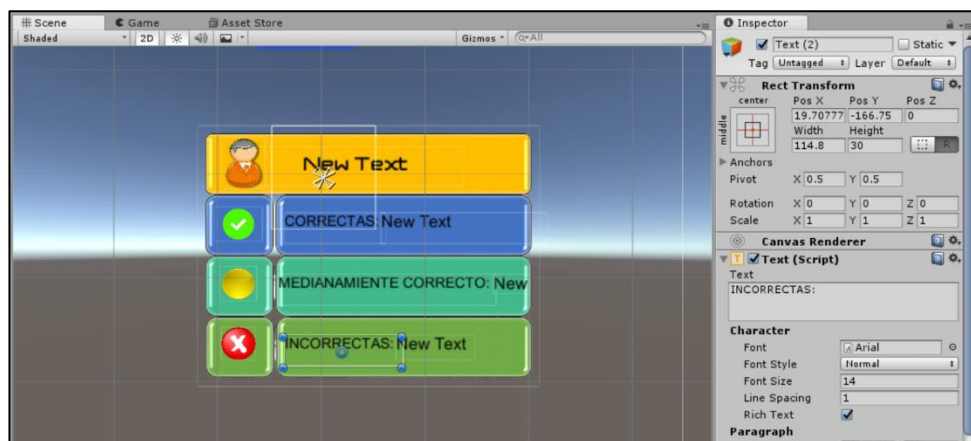 Scene
Game
Asset Store
Shaded
2D
Gizmos
All
New Text
CORRECTAS: New Text
MEDIANAMIENTE CORRECTO: New
INCORRECTAS: New Text
Inspector
Text (2)
Static
Tag Untagged Layer Default
Rect Transform
center
middle
Pos X Pos Y Pos Z
19.70777 -166.75 0
Width Height
114.8 30
R
Anchors
Pivot X 0.5 Y 0.5
Rotation X 0 Y 0 Z 0
Scale X 1 Y 1 Z 1
Canvas Renderer
Text (Script)
Text
INCORRECTAS:
Character
Font Arial
Font Style Normal
Font Size 14
Line Spacing 1
Rich Text
Paragraph